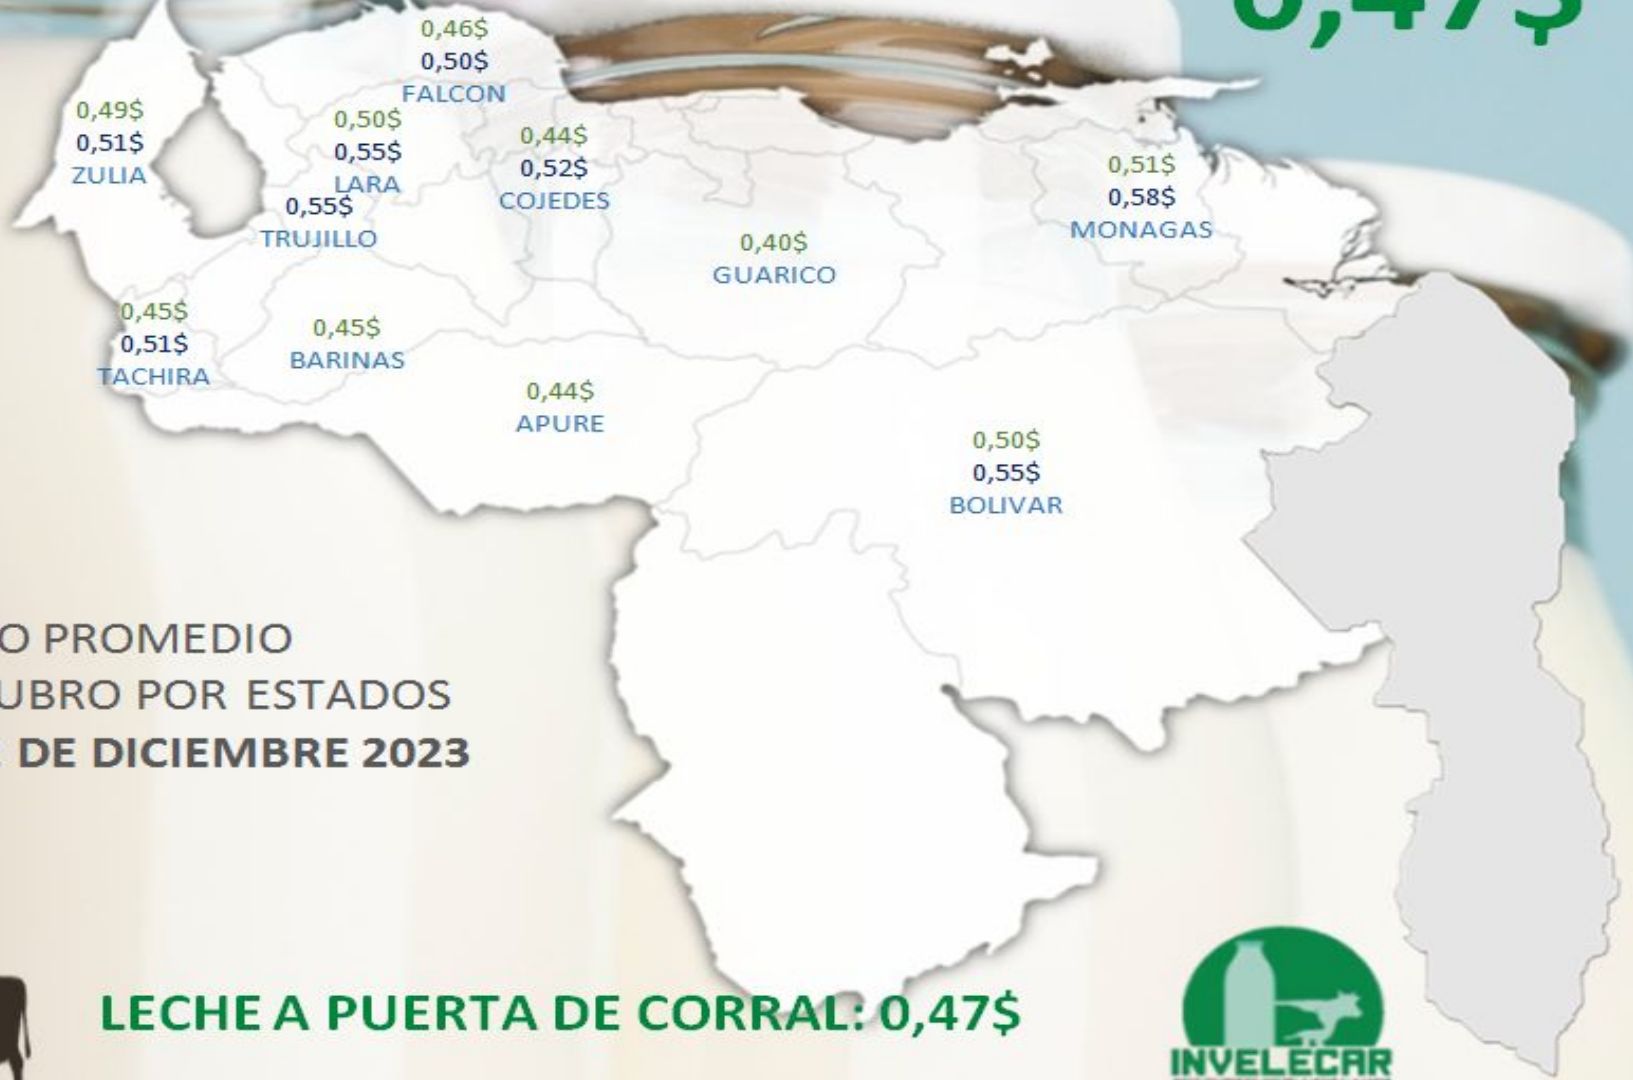 0,47$
0,46$
0,50$
FALCON
0,49$
0,51$
ZULIA
0,50$
0,55$
LARA
0,44$
0,52$
COJEDES
0,51$
0,58$
MONAGAS
0,55$
TRUJILLO
0,40$
GUARICO
0,45$
0,51$
TACHIRA
0,45$
BARINAS
0,44$
APURE
0,50$
0,55$
BOLIVAR
O PROMEDIO
UBRO POR ESTADOS
DE DICIEMBRE 2023
LECHE A PUERTA DE CORRAL: 0,47$
INVELECAR